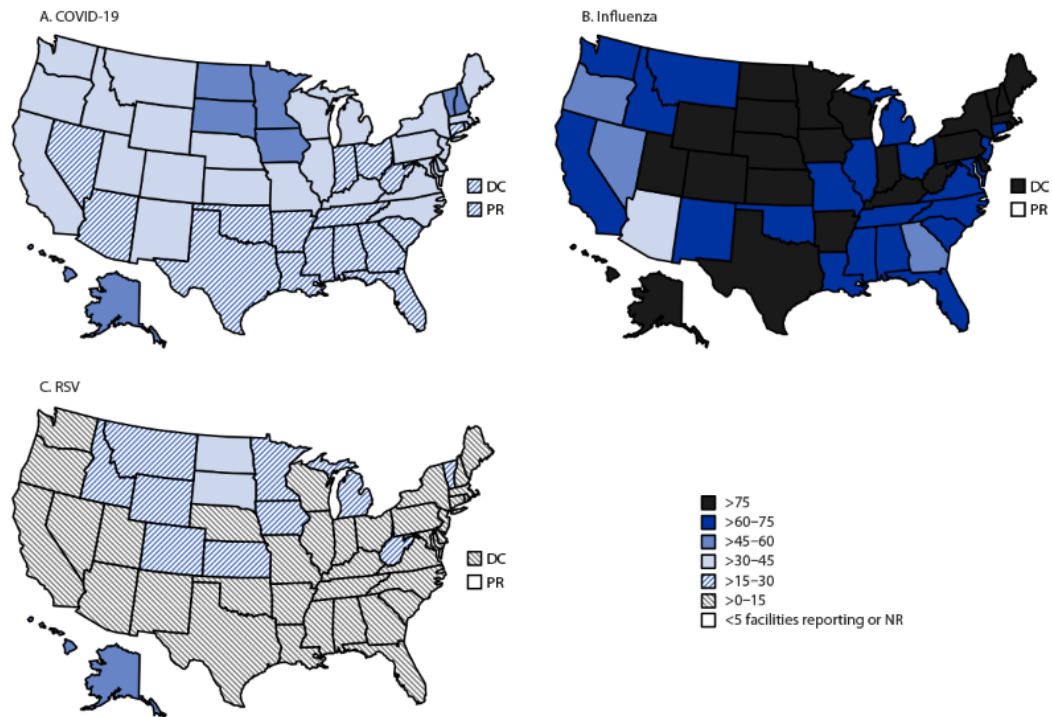 A. COVID-19
B. Influenza
DC
PR
DC
PR
C. RSV
DC
PR
>75
>60–75
>45–60
>30–45
>15–30
>0–15
<5 facilities reporting or NR